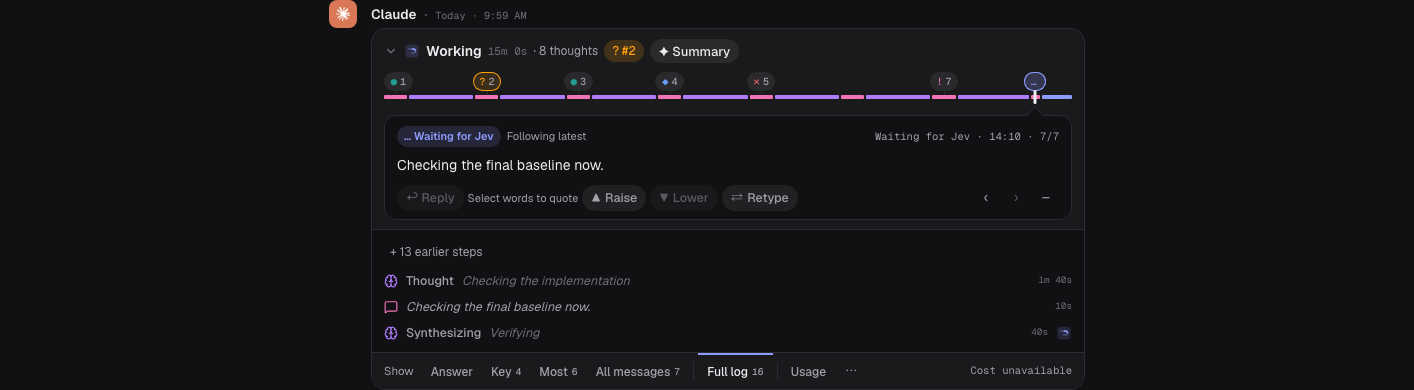 Claude · Today · 9:59 AM
Working 15m 0s · 8 thoughts ? #2 Summary
1 ? 2 3 4 × 5 ! 7 …
… Waiting for Jev Following latest Waiting for Jev · 14:10 · 7/7
Checking the final baseline now.
Reply Select words to quote Raise Lower Retype ‹ › –
+ 13 earlier steps
Thought Checking the implementation 1m 40s
Checking the final baseline now. 10s
Synthesizing Verifying 40s
Show Answer Key 4 Most 6 All messages 7 Full log 16 Usage ··· Cost unavailable